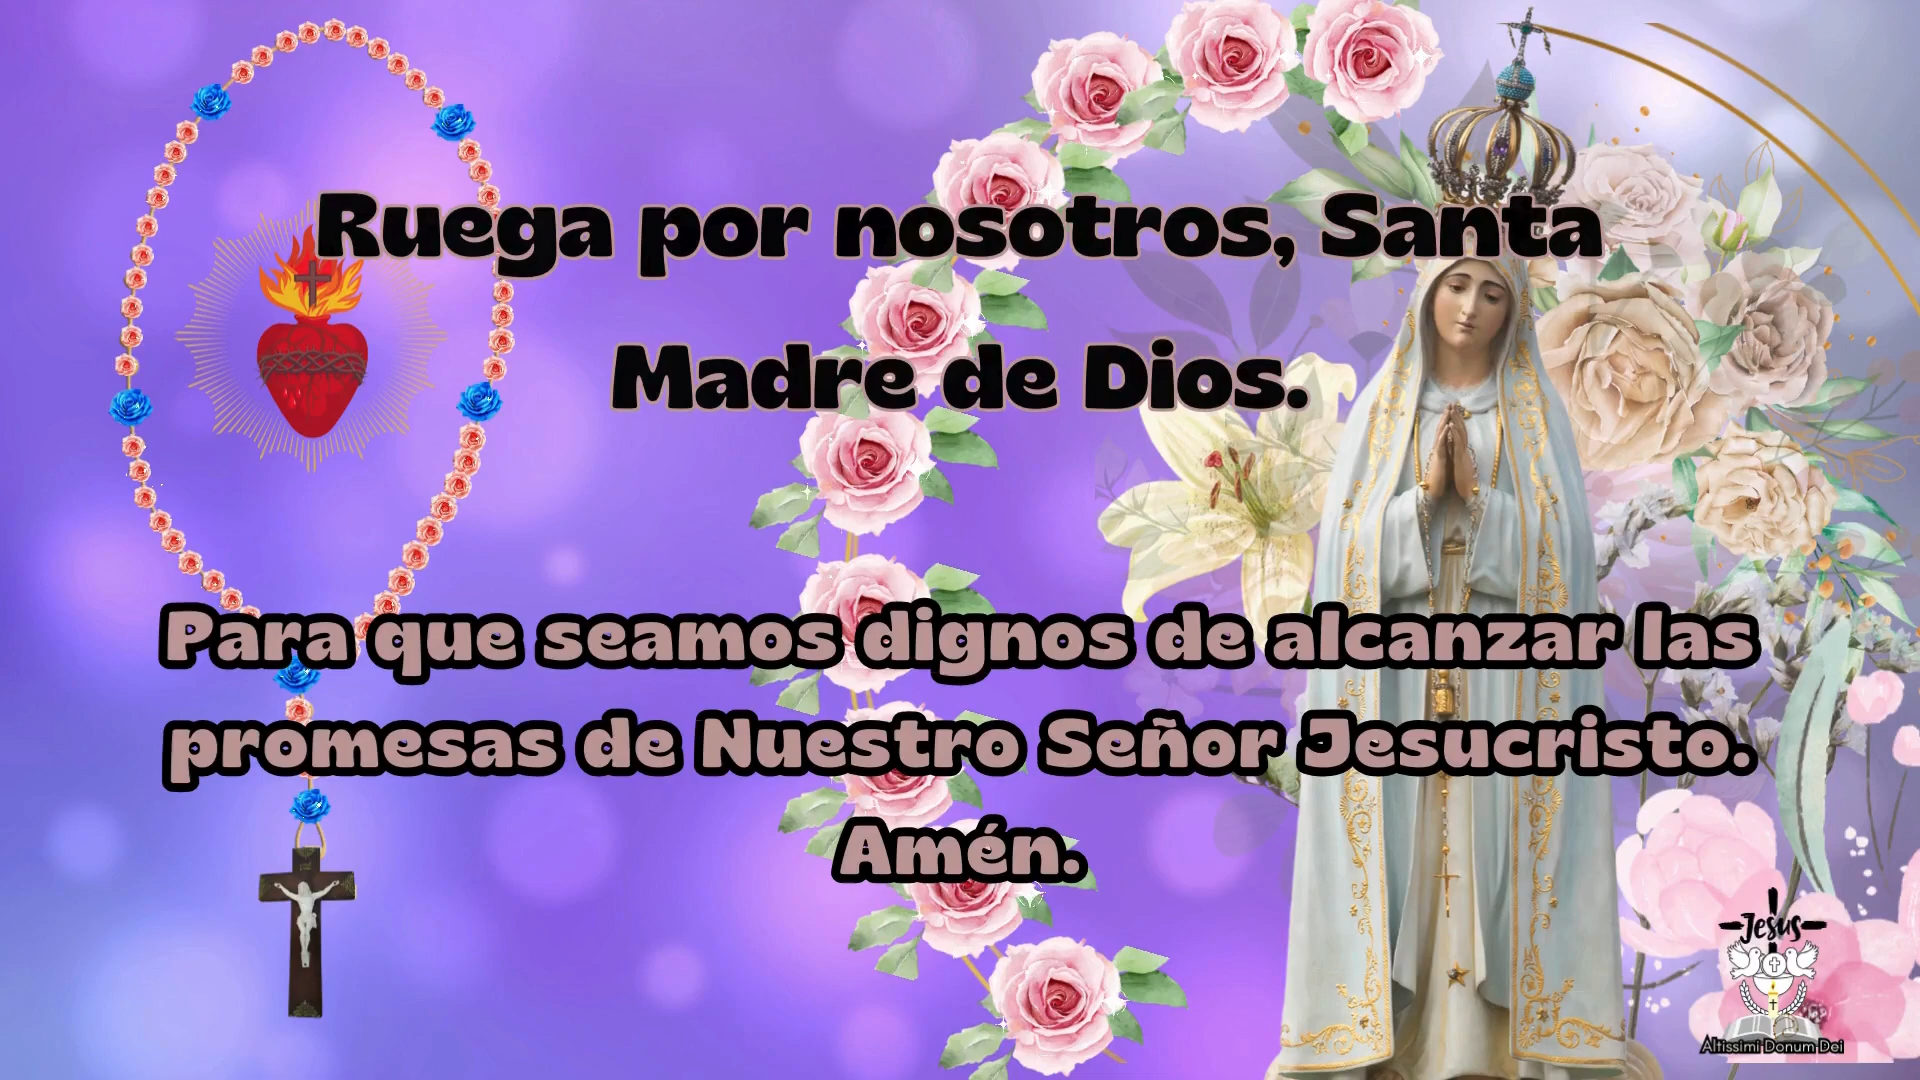 Ruega por nosotros, Santa
Madre de Dios.
Para que seamos dignos de alcanzar las
promesas de Nuestro Señor Jesucristo.
Amén.
Jesus
Altissimi Donum Dei